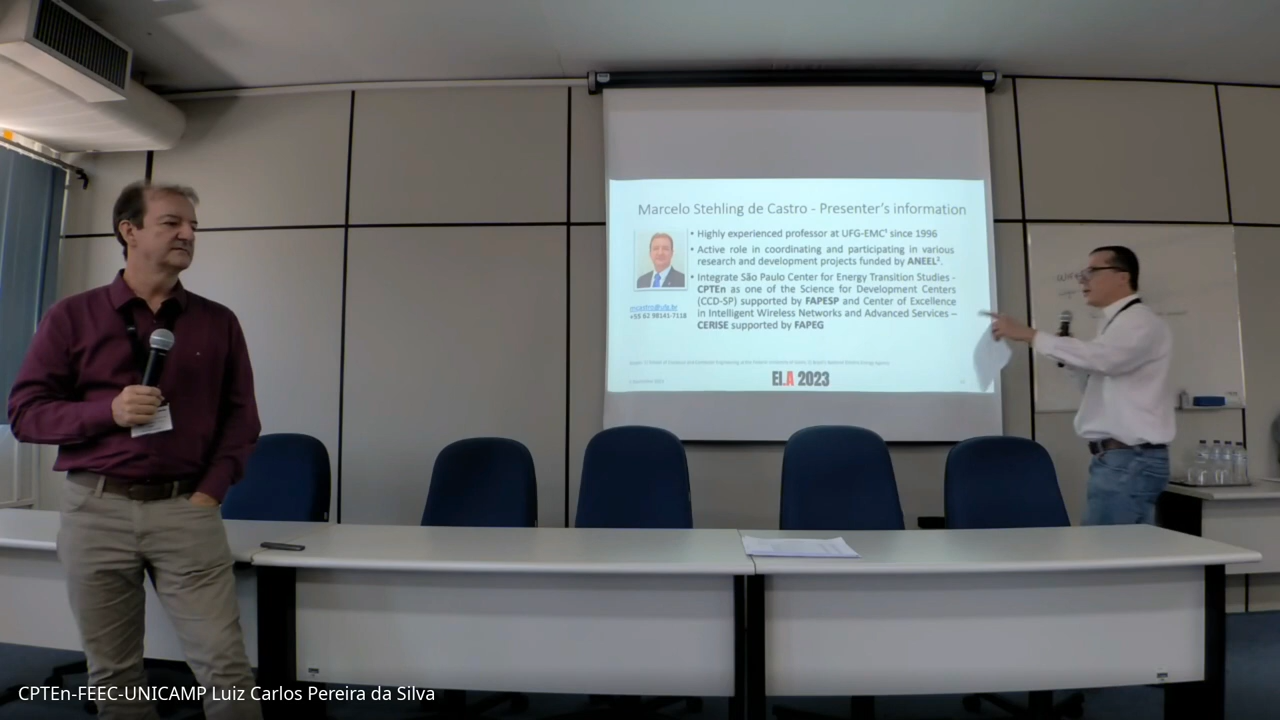 Marcelo Stehling de Castro - Presenter's information
• Highly experienced professor at UFG-EMC¹ since 1996
• Active role in coordinating and participating in various
research and development projects funded by ANEEL².
• Integrate São Paulo Center for Energy Transition Studies -
CPTEn as one of the Science for Development Centers
(CCD-SP) supported by FAPESP and Center of Excellence
in Intelligent Wireless Networks and Advanced Services –
CERISE supported by FAPEG
mcastro@ufg.br
+55 62 98141-7118
EI.A 2023
CPTEn-FEEC-UNICAMP Luiz Carlos Pereira da Silva